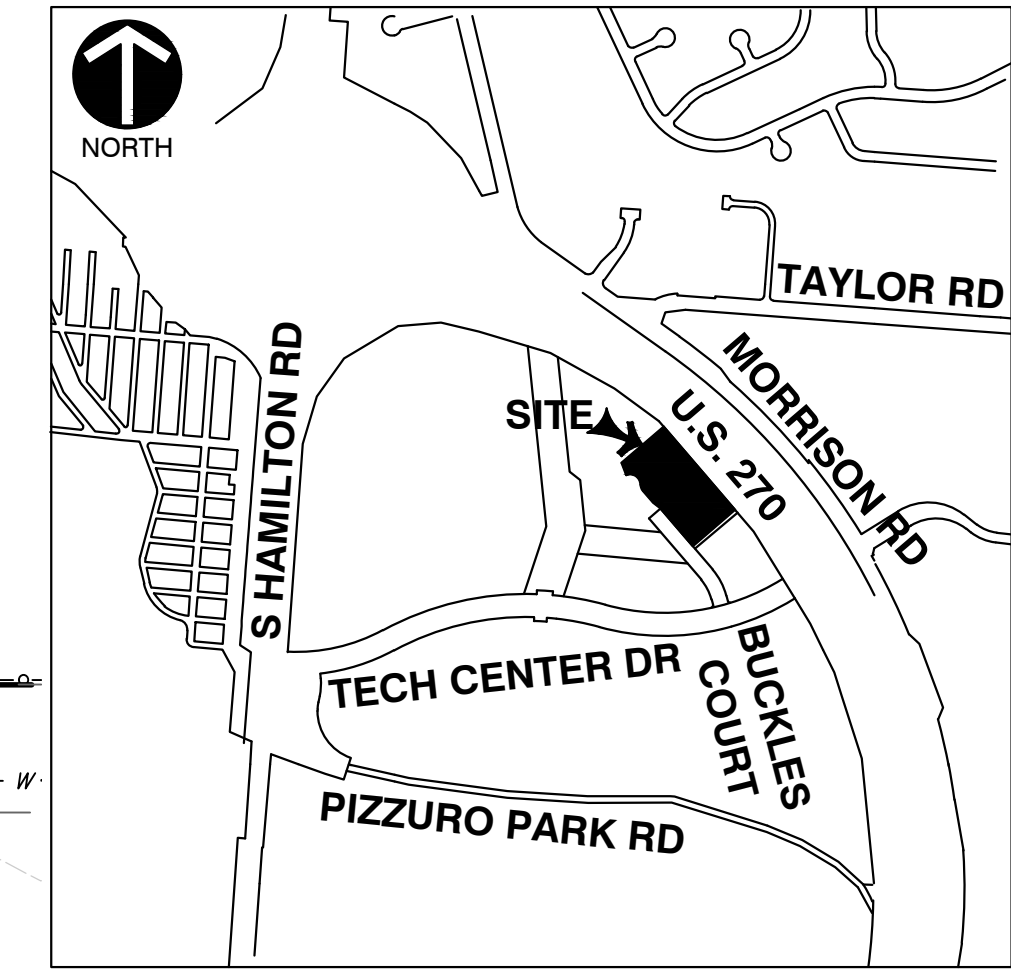 NORTH
TAYLOR RD
MORRISON RD
U.S. 270
SITE
S HAMILTON RD
TECH CENTER DR
BUCKLES
COURT
PIZZURO PARK RD
W